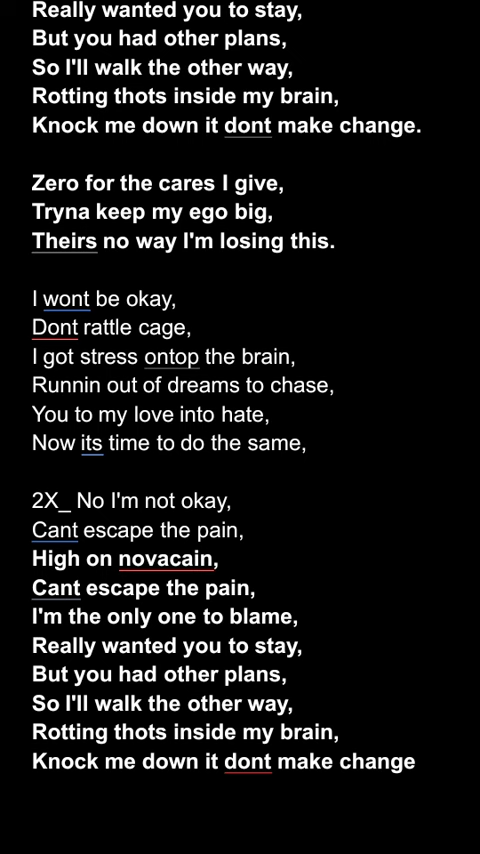 Really wanted you to stay,
But you had other plans,
So I'll walk the other way,
Rotting thots inside my brain,
Knock me down it dont make change.
Zero for the cares I give,
Tryna keep my ego big,
Theirs no way I'm losing this.
I wont be okay,
Dont rattle cage,
I got stress ontop the brain,
Runnin out of dreams to chase,
You to my love into hate,
Now its time to do the same,
2X_ No I'm not okay,
Cant escape the pain,
High on novacain,
Cant escape the pain,
I'm the only one to blame,
Really wanted you to stay,
But you had other plans,
So I'll walk the other way,
Rotting thots inside my brain,
Knock me down it dont make change